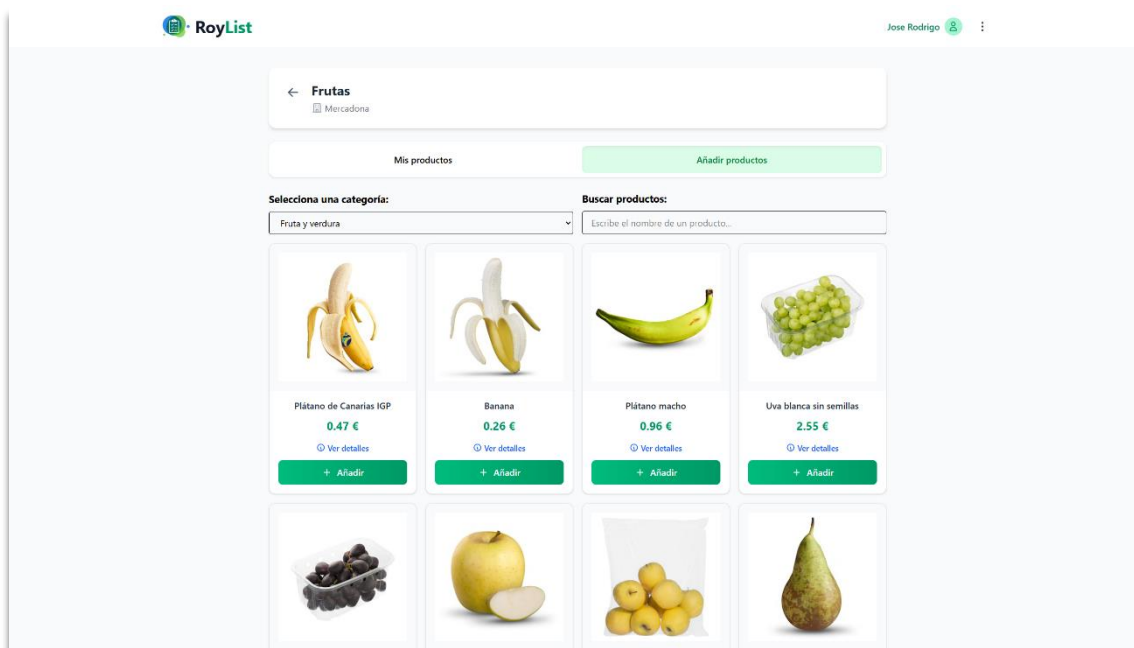 RoyList
Jose Rodrigo
Frutas
Mercadona
Mis productos
Añadir productos
Selecciona una categoría:
Buscar productos:
Fruta y verdura
Escribe el nombre de un producto...
Plátano de Canarias IGP
Banana
Plátano macho
Uva blanca sin semillas
0.47 €
0.26 €
0.96 €
2.55 €
Ver detalles
Ver detalles
Ver detalles
Ver detalles
+ Añadir
+ Añadir
+ Añadir
+ Añadir